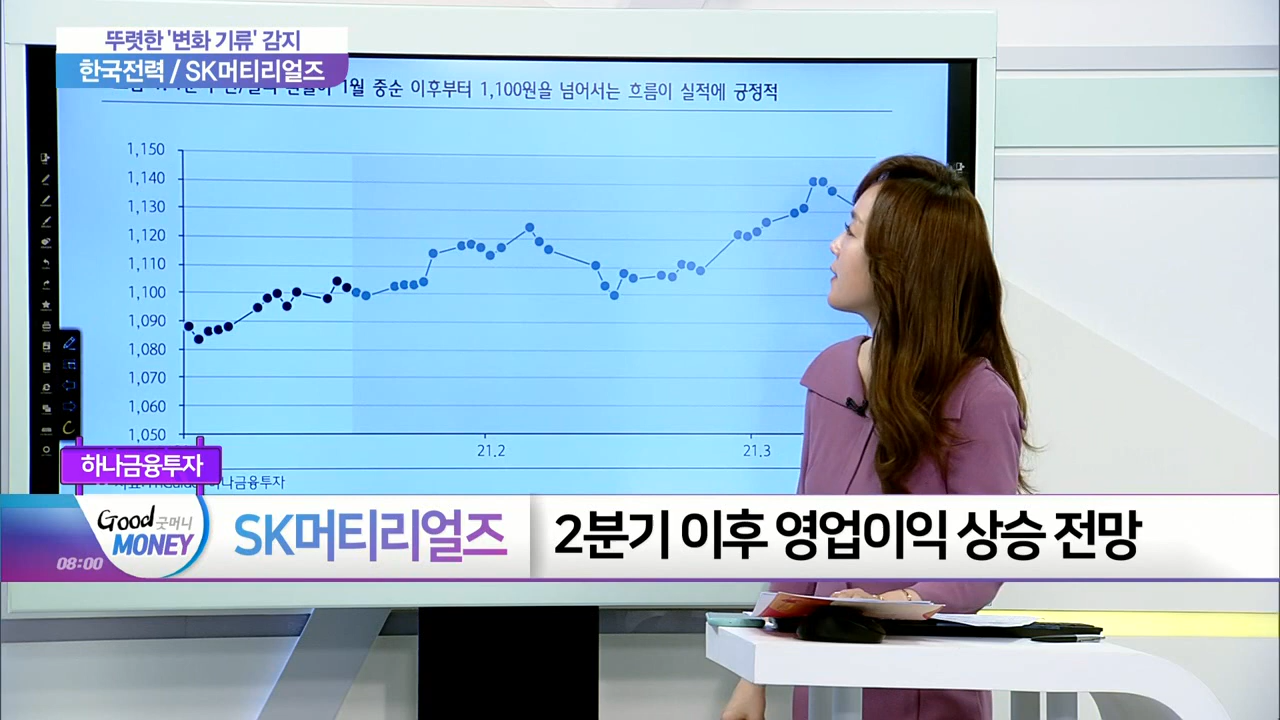 뚜렷한 '변화 기류' 감지
한국전력 / SK머티리얼즈
1월 중순 이후부터 1,100원을 넘어서는 흐름이 실적에 긍정적
1,150
1,140
1,130
1,120
1,110
1,100
1,090
1,080
1,070
1,060
1,050
21.2
21.3
하나금융투자
하나금융투자
Good 굿머니
MONEY
08:00
SK머티리얼즈
2분기 이후 영업이익 상승 전망